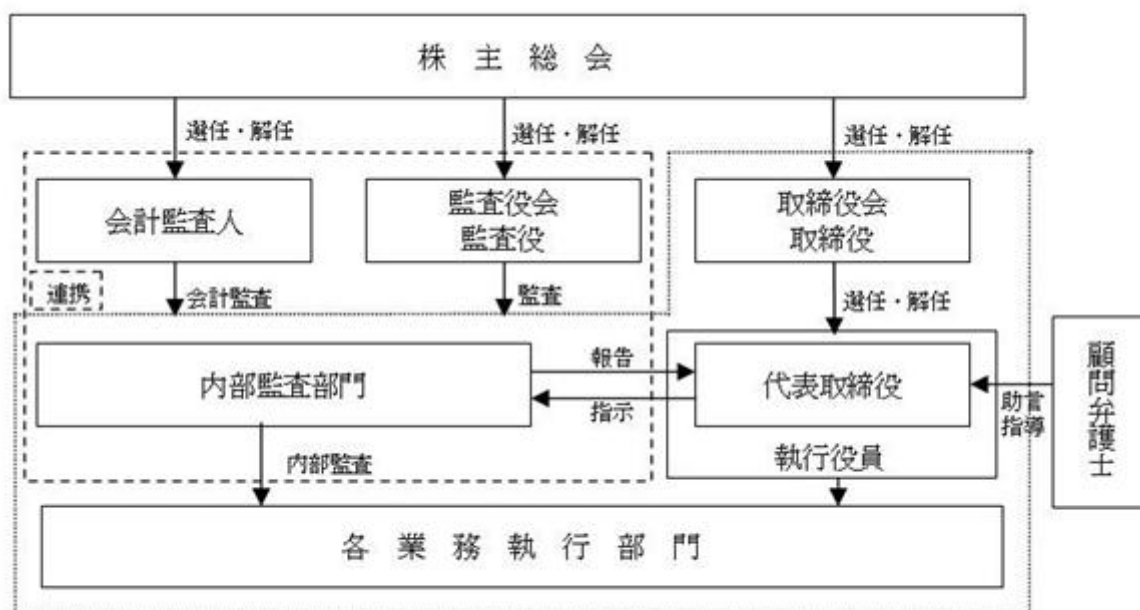 株主総会
選任・解任
選任・解任
選任・解任
会計監査人
監査役会
監査役
取締役会
取締役
連携
会計監査
監査
選任・解任
内部監査部門
報告
指示
代表取締役
執行役員
助言
指導
顧問弁護士
内部監査
各業務執行部門